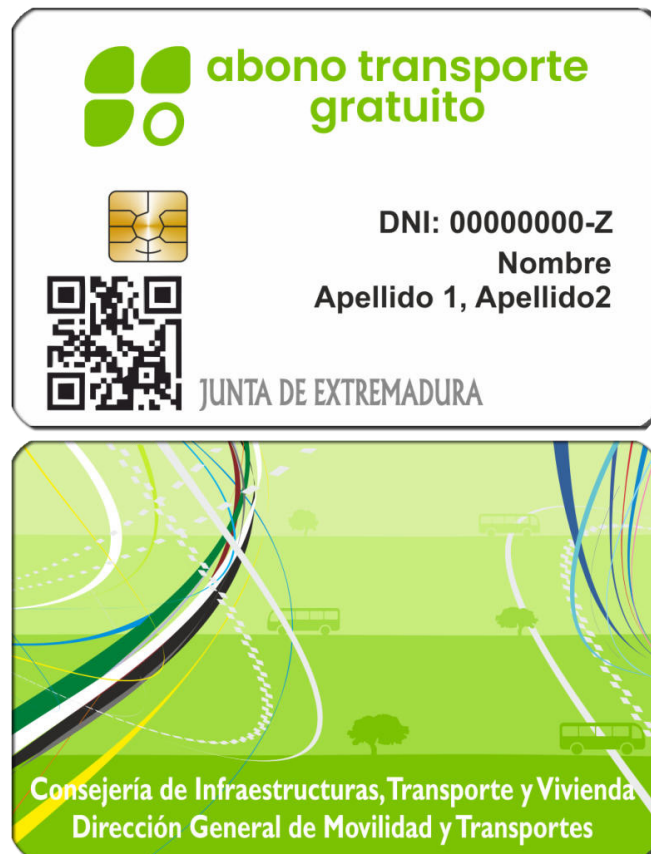 abono transporte
gratuito
DNI: 00000000-Z
Nombre
Apellido 1, Apellido2
JUNTA DE EXTREMADURA
Consejería de Infraestructuras, Transporte y Vivienda
Dirección General de Movilidad y Transportes